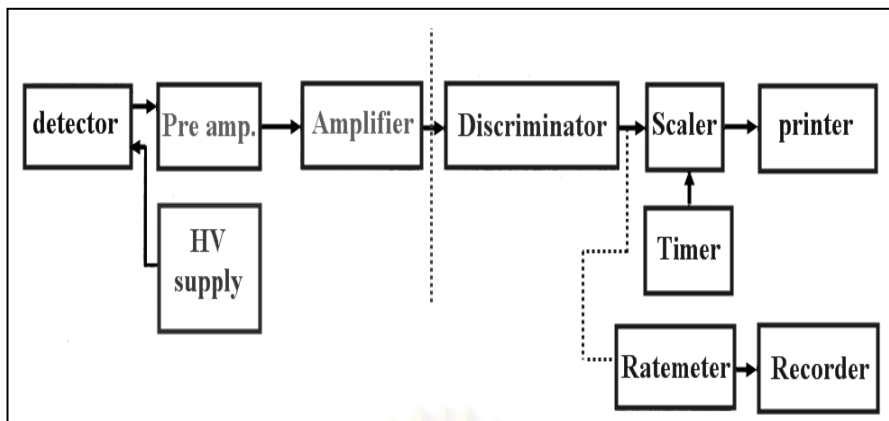 detector
Pre amp.
Amplifier
Discriminator
Scaler
printer
HV
supply
Timer
Ratemeter
Recorder